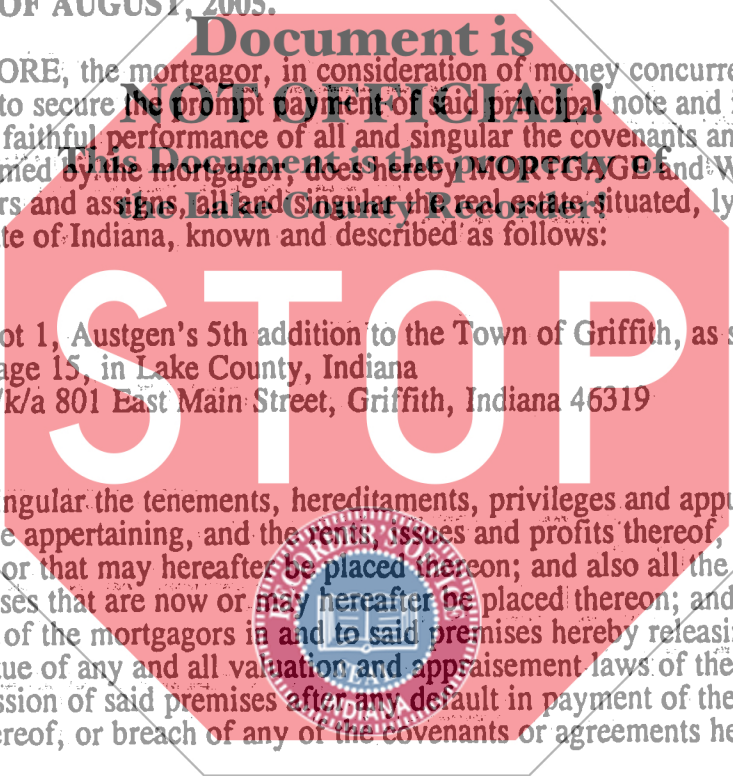 OF AUGUST, 2005.
Document is
ORE, the mortgagor, in consideration of money concurre
NOT OFFICIAL!
to secure the prompt payment of said principal note and
faithful performance of all and singular the covenants an
This Document is the property of
med by the mortgagor, does hereby MORTGAGE and W
the Lake County Recorder!
rs and assigns, all and singular the real estate situated, ly
te of Indiana, known and described as follows:
STOP
ot 1, Austgen's 5th addition to the Town of Griffith, as s
age 15, in Lake County, Indiana
/k/a 801 East Main Street, Griffith, Indiana 46319
ngular the tenements, hereditaments, privileges and appu
e appertaining, and the rents, issues and profits thereof,
or that may hereafter be placed thereon; and also all the
ses that are now or may hereafter be placed thereon; and
of the mortgagors in and to said premises hereby releasi
ue of any and all valuation and appraisement laws of the
ssion of said premises after any default in payment of the
ereof, or breach of any of the covenants or agreements he
INDIANA